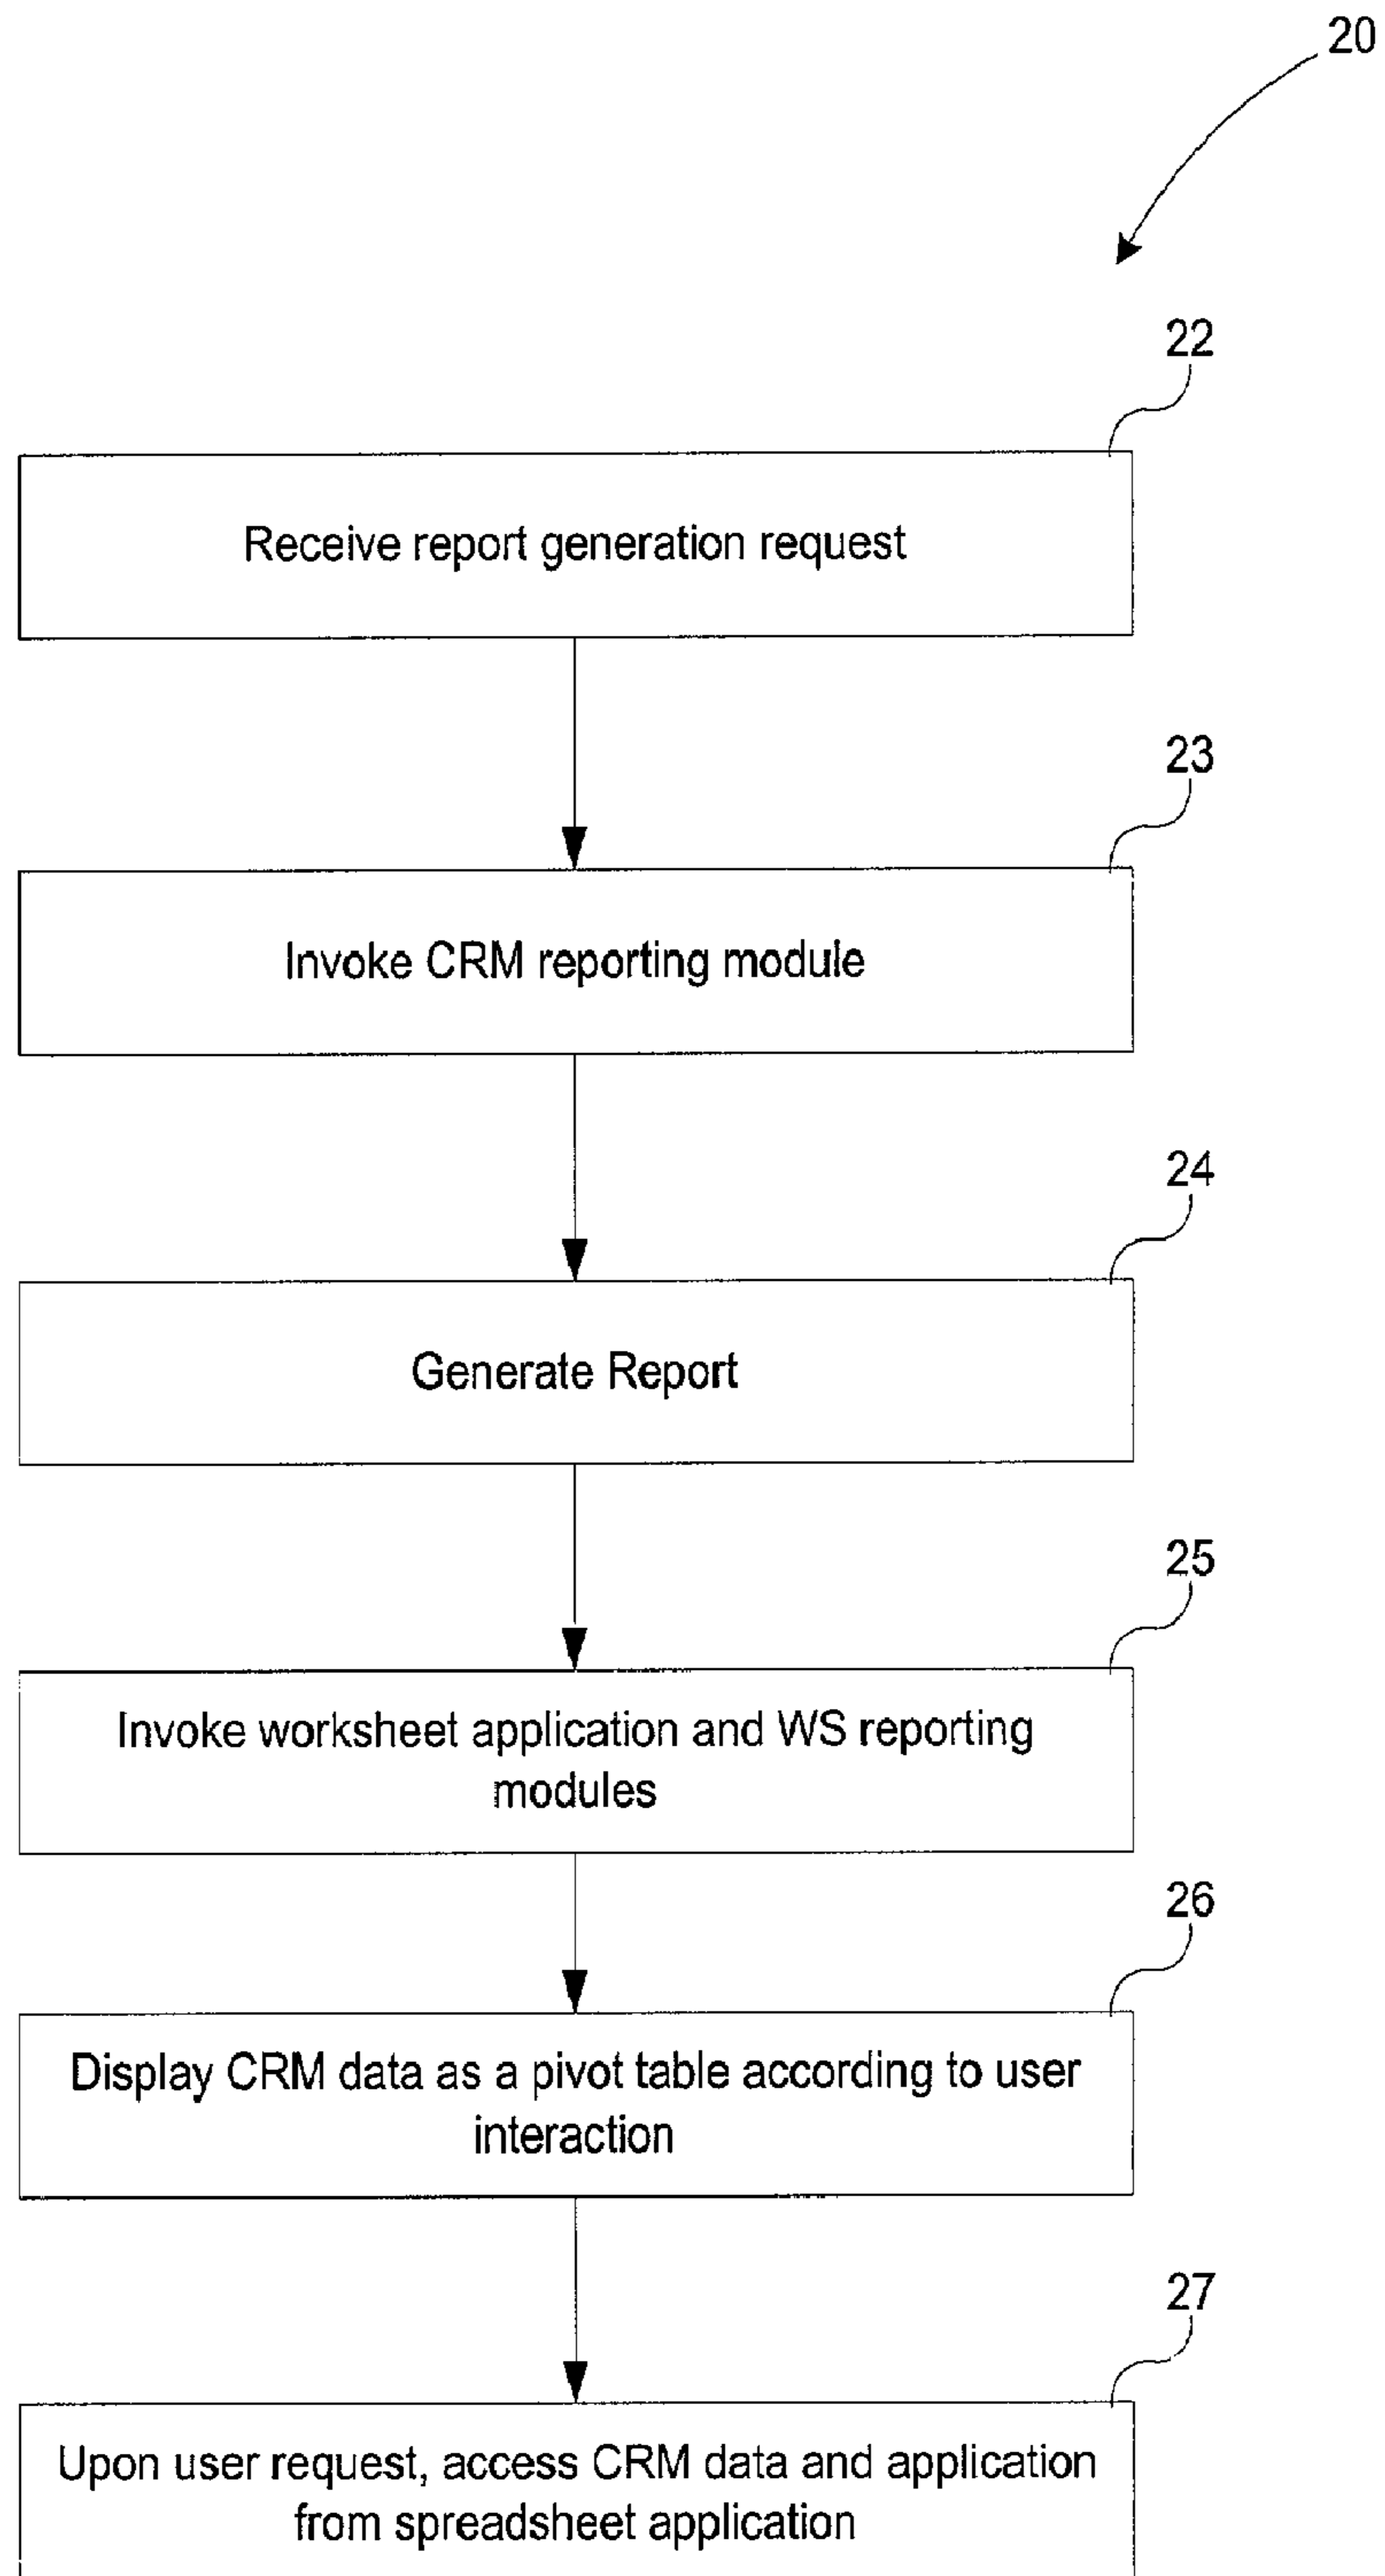 20
22
Receive report generation request
23
Invoke CRM reporting module
24
Generate Report
25
Invoke worksheet application and WS reporting
modules
26
Display CRM data as a pivot table according to user
interaction
27
Upon user request, access CRM data and application
from spreadsheet application